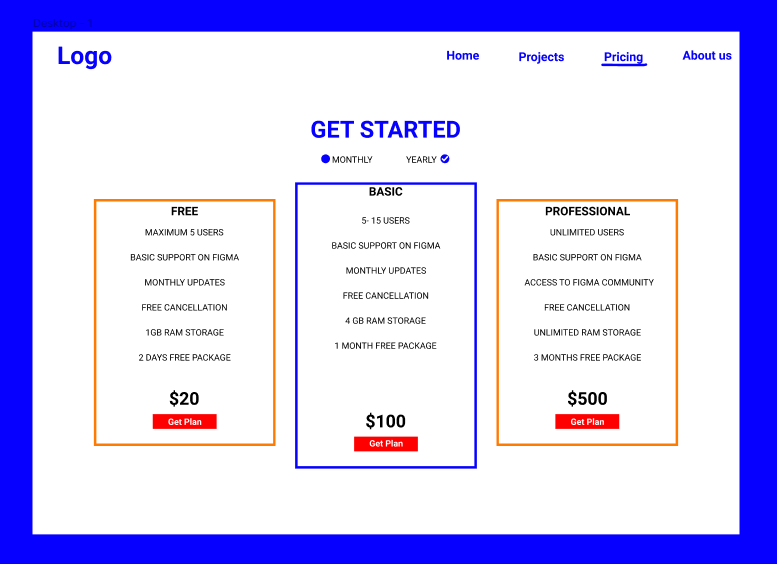 Desktop - 1
Logo
Home
Projects
Pricing
About us
GET STARTED
MONTHLY
YEARLY
FREE
MAXIMUM 5 USERS
BASIC SUPPORT ON FIGMA
MONTHLY UPDATES
FREE CANCELLATION
1GB RAM STORAGE
2 DAYS FREE PACKAGE
$20
Get Plan
BASIC
5- 15 USERS
BASIC SUPPORT ON FIGMA
MONTHLY UPDATES
FREE CANCELLATION
4 GB RAM STORAGE
1 MONTH FREE PACKAGE
$100
Get Plan
PROFESSIONAL
UNLIMITED USERS
BASIC SUPPORT ON FIGMA
ACCESS TO FIGMA COMMUNITY
FREE CANCELLATION
UNLIMITED RAM STORAGE
3 MONTHS FREE PACKAGE
$500
Get Plan